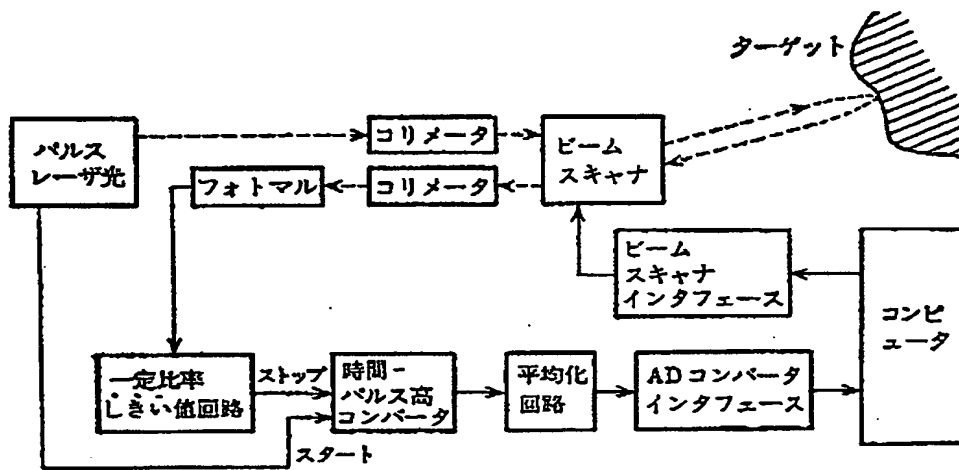 ターゲット
パルス
レーザ光
コリメータ
ビーム
スキャナ
フォトマル
コリメータ
ビーム
スキャナ
インタフェース
コンピ
ュータ
一定比率
しきい値回路
ストップ
時間-
パルス高
コンバータ
平均化
回路
ADコンバータ
インタフェース
スタート